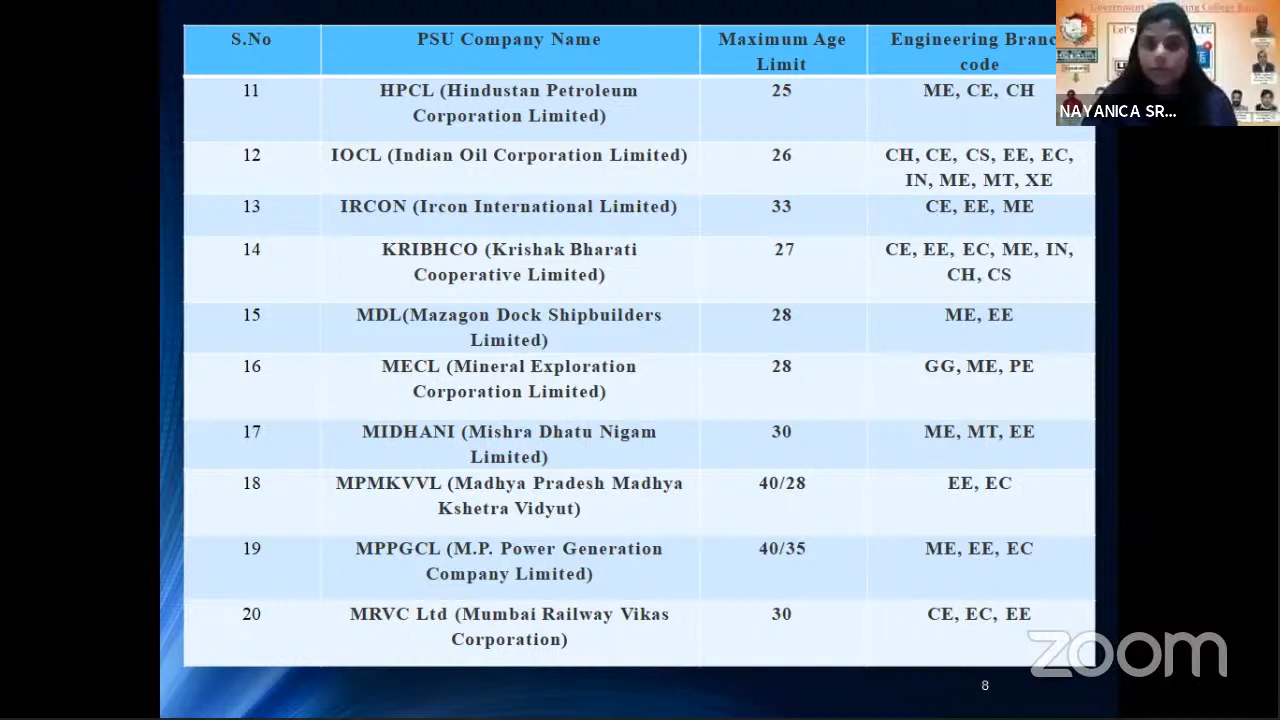 S.No PSU Company Name Maximum Age Engineering Branc
Limit code
11 HPCL (Hindustan Petroleum 25 ME, CE, CH
Corporation Limited)
12 IOCL (Indian Oil Corporation Limited) 26 CH, CE, CS, EE, EC,
IN, ME, MT, XE
13 IRCON (Ircon International Limited) 33 CE, EE, ME
14 KRIBHCO (Krishak Bharati 27 CE, EE, EC, ME, IN,
Cooperative Limited) CH, CS
15 MDL(Mazagon Dock Shipbuilders 28 ME, EE
Limited)
16 MECL (Mineral Exploration 28 GG, ME, PE
Corporation Limited)
17 MIDHANI (Mishra Dhatu Nigam 30 ME, MT, EE
Limited)
18 MPMKVVL (Madhya Pradesh Madhya 40/28 EE, EC
Kshetra Vidyut)
19 MPPGCL (M.P. Power Generation 40/35 ME, EE, EC
Company Limited)
20 MRVC Ltd (Mumbai Railway Vikas 30 CE, EC, EE
Corporation)
8
Government
College
Let's
NAYANICA SR...
zoom